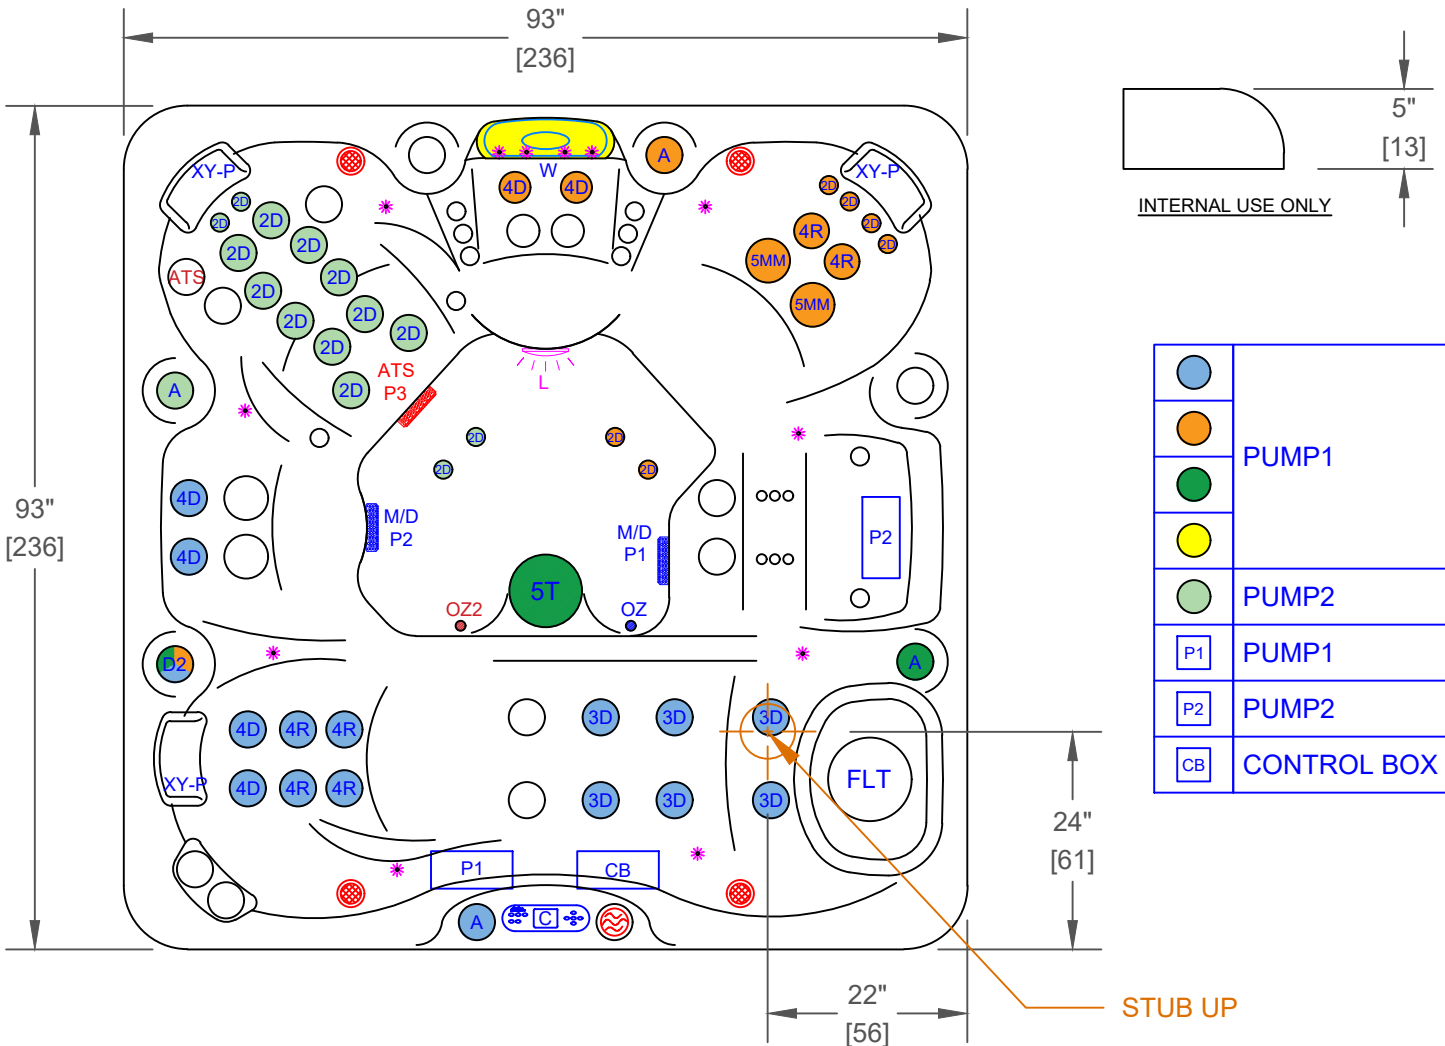 93"
[236]
5"
[13]
INTERNAL USE ONLY
XY-P
W
A
XY-P
4D
4D
2D
2D
2D
2D
2D
2D
2D
2D
2D
4R
2D
2D
5MM
4R
ATS
2D
2D
2D
5MM
2D
2D
2D
2D
ATS
P3
2D
L
A
2D
2D
2D
2D
PUMP1
93"
[236]
4D
4D
M/D
P2
M/D
P1
P2
5T
OZ2
OZ
PUMP2
D2
A
P1
PUMP1
P2
PUMP2
CB
CONTROL BOX
4D
4R
4R
3D
3D
3D
XY-P
4D
4R
4R
3D
3D
3D
FLT
24"
[61]
P1
CB
A
C
22"
[56]
STUB UP